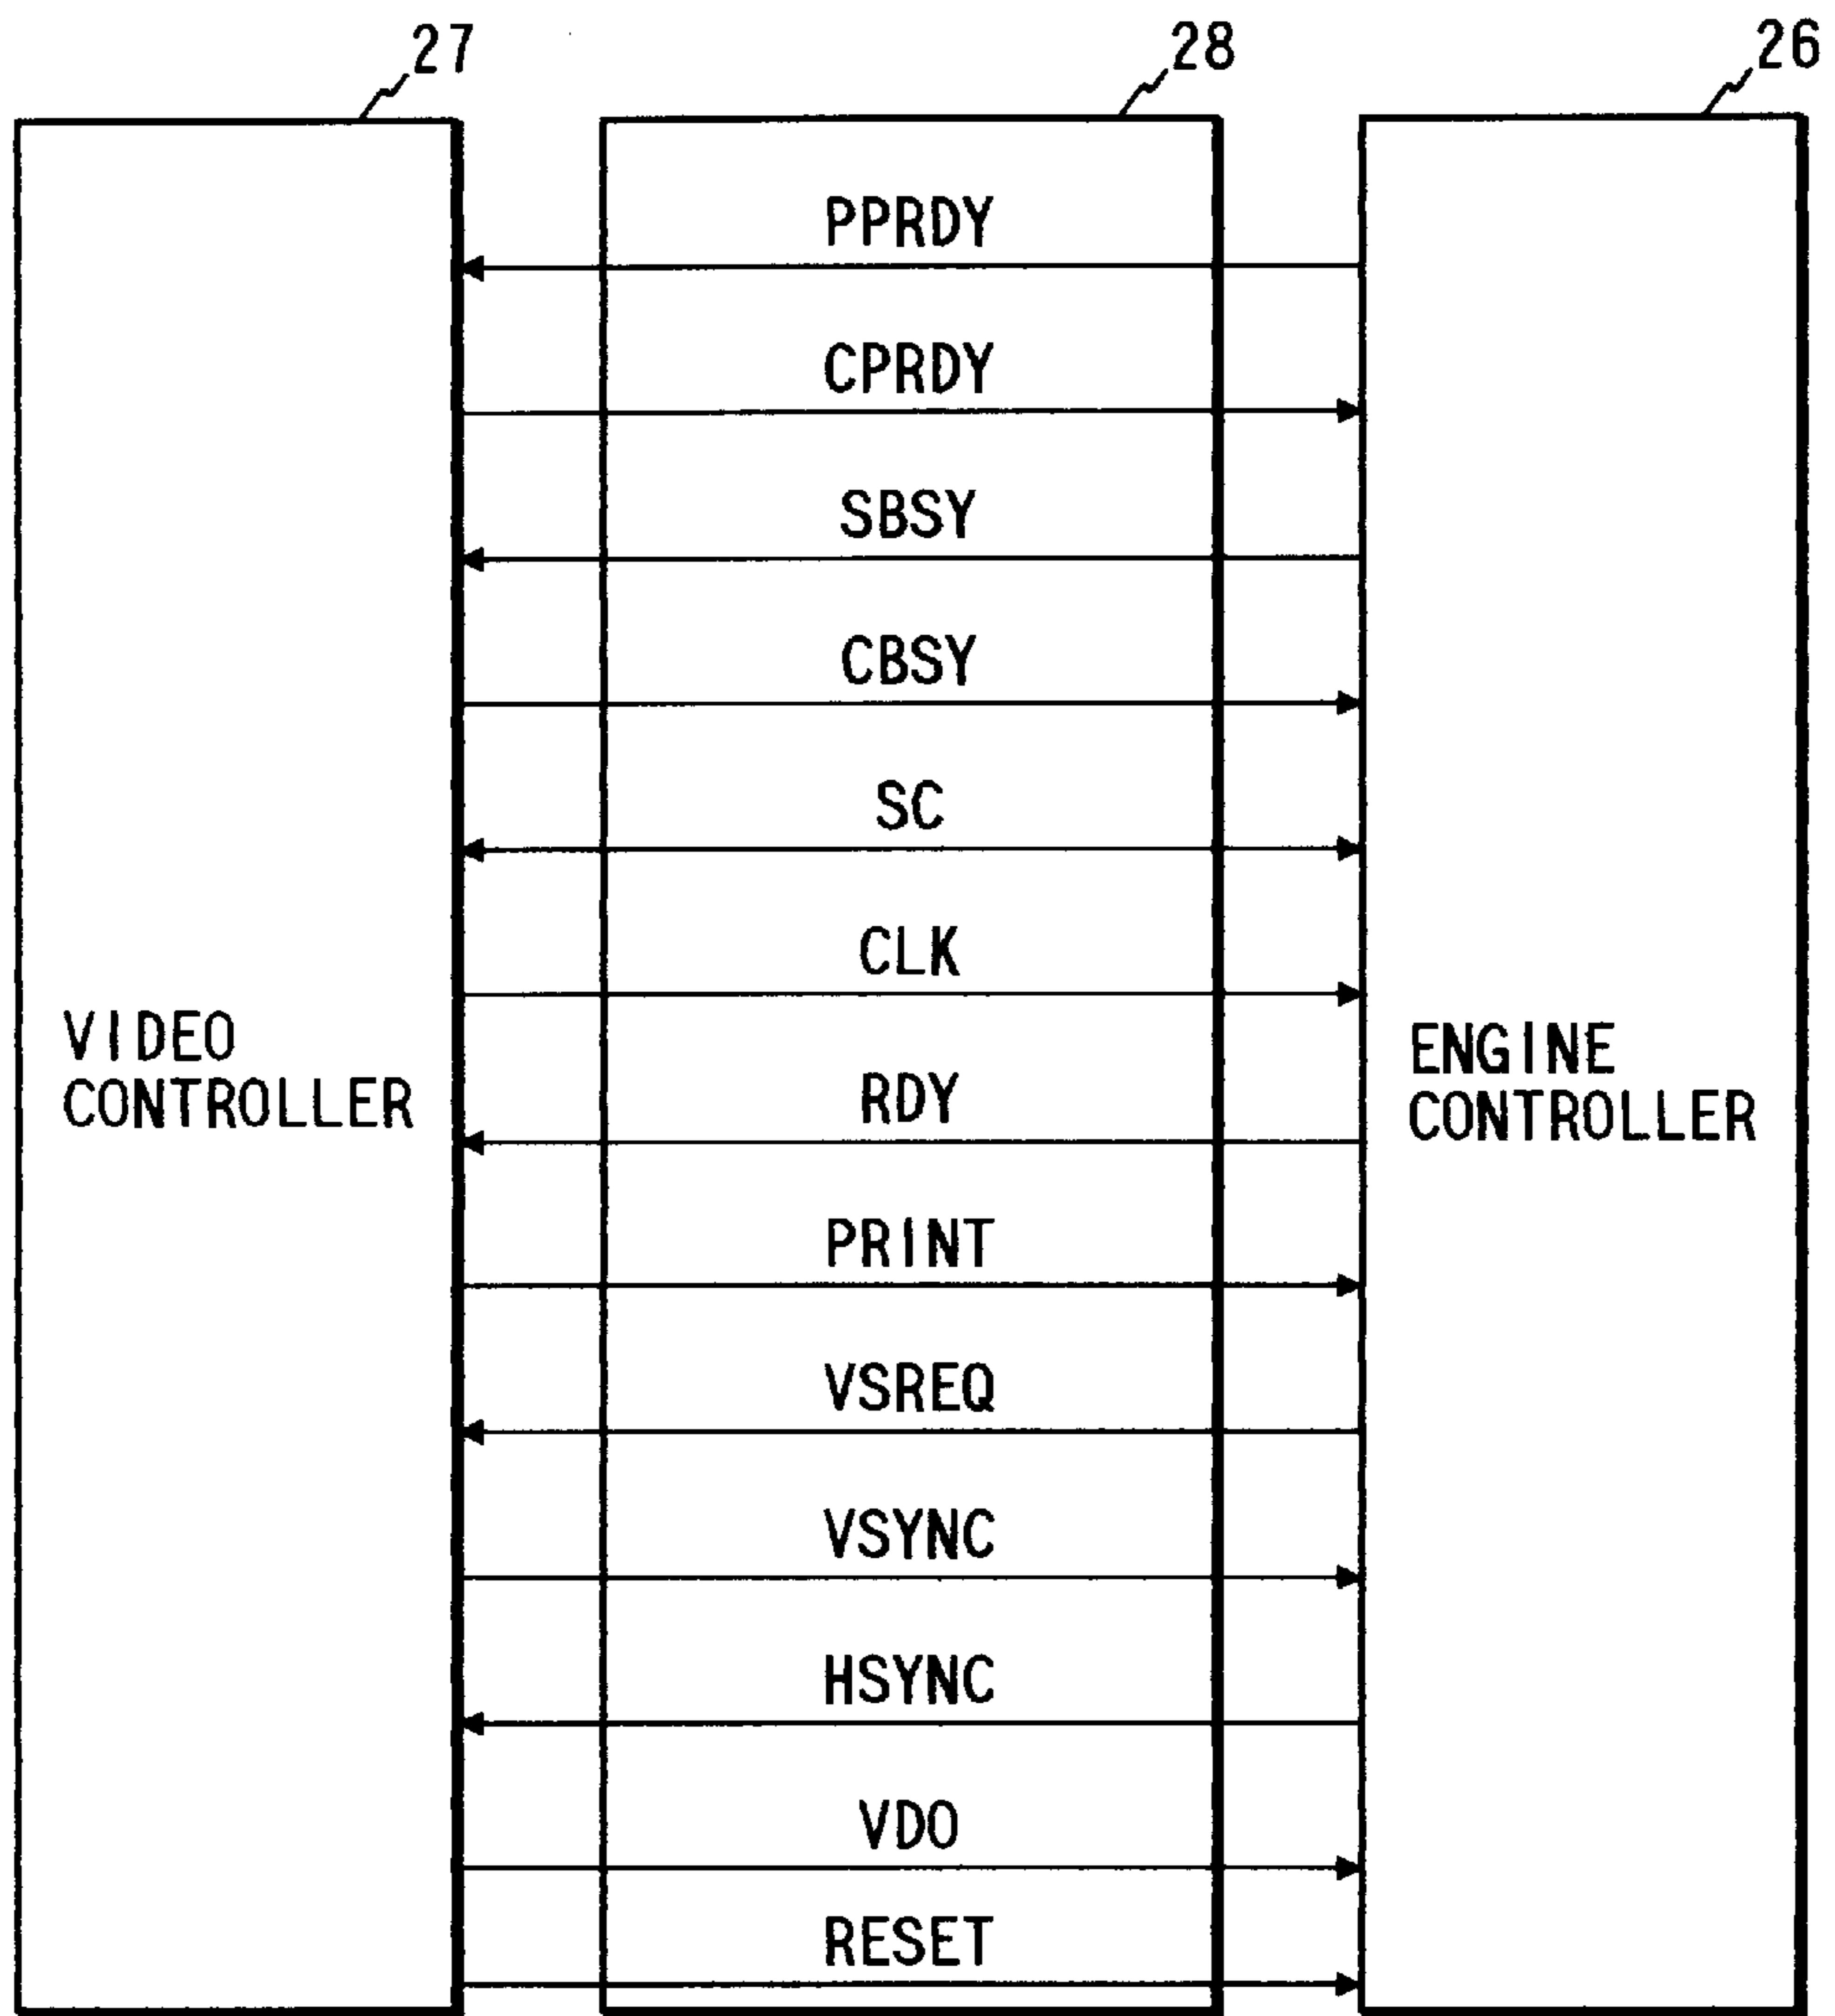 27
28
26
PPRDY
CPRDY
SBSY
CBSY
SC
CLK
VIDEO
CONTROLLER
RDY
ENGINE
CONTROLLER
PRINT
VSREQ
VSYNC
HSYNC
VDO
RESET